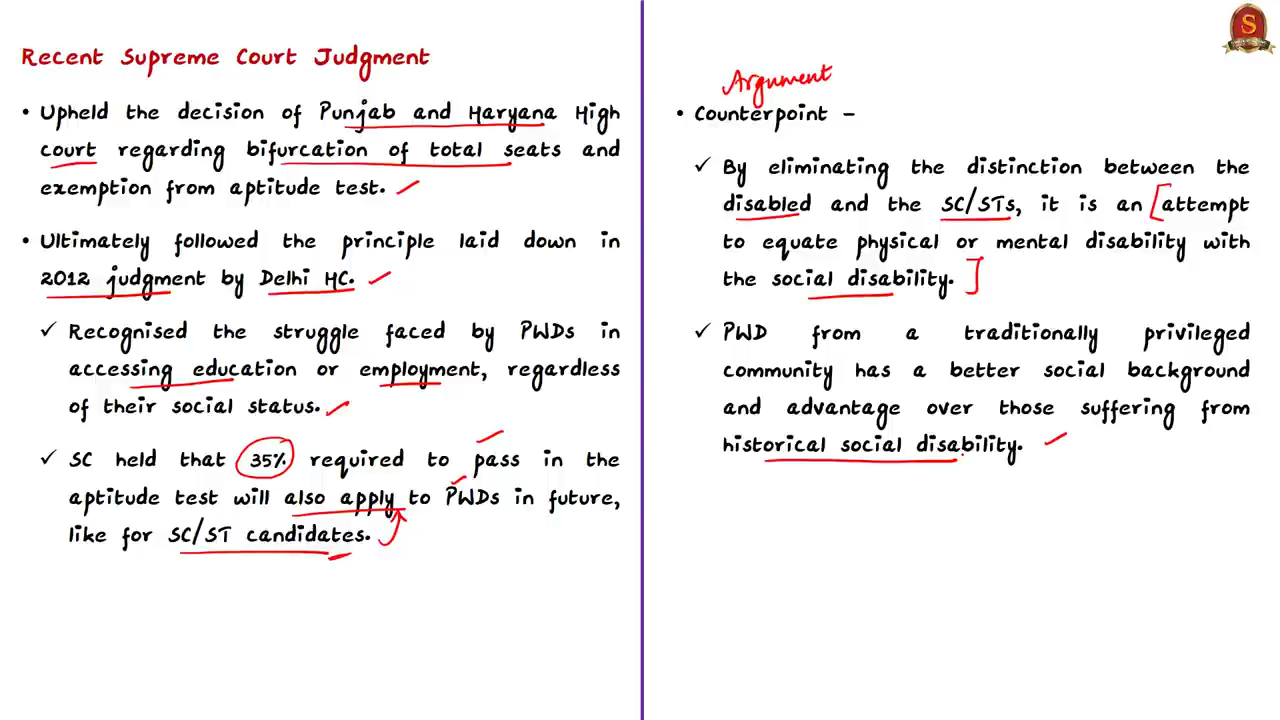 Recent Supreme Court Judgment
• Upheld the decision of Punjab and Haryana High
court regarding bifurcation of total seats and
exemption from aptitude test.
• Ultimately followed the principle laid down in
2012 judgment by Delhi HC.
✓ Recognised the struggle faced by PWDs in
accessing education or employment, regardless
of their social status.
✓ SC held that 35% required to pass in the
aptitude test will also apply to PWDs in future,
like for SC/ST candidates.
S
Argument
• Counterpoint –
✓ By eliminating the distinction between the
disabled and the SC/STs, it is an [attempt
to equate physical or mental disability with
the social disability.]
✓ PWD from a traditionally privileged
community has a better social background
and advantage over those suffering from
historical social disability.